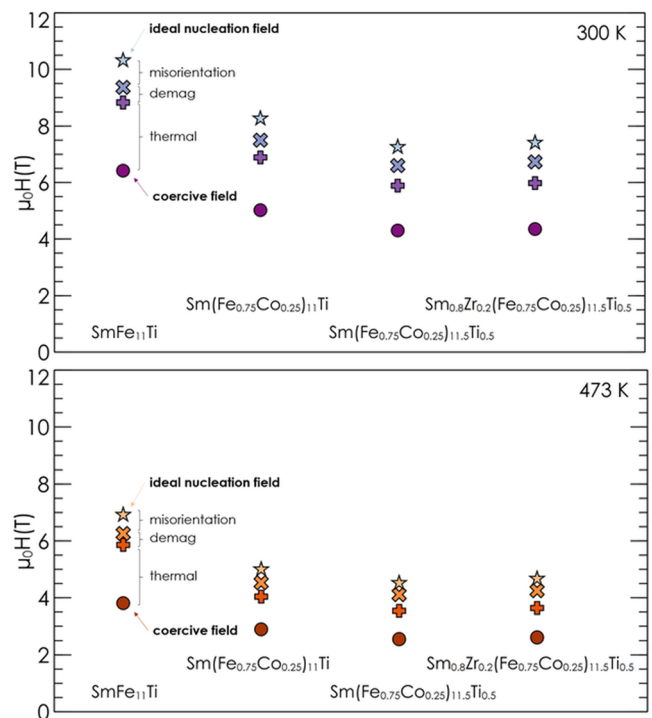 12
300 K
ideal nucleation field
10
misorientation
demag
8
thermal
μ₀H(T)
6
coercive field
4
2
Sm(Fe₀.₇₅Co₀.₂₅)₁₁Ti
Sm₀.₈Zr₀.₂(Fe₀.₇₅Co₀.₂₅)₁₁.₅Ti₀.₅
SmFe₁₁Ti
Sm(Fe₀.₇₅Co₀.₂₅)₁₁.₅Ti₀.₅
0
12
473 K
10
ideal nucleation field
8
misorientation
demag
μ₀H(T)
6
thermal
4
coercive field
2
Sm(Fe₀.₇₅Co₀.₂₅)₁₁Ti
Sm₀.₈Zr₀.₂(Fe₀.₇₅Co₀.₂₅)₁₁.₅Ti₀.₅
SmFe₁₁Ti
Sm(Fe₀.₇₅Co₀.₂₅)₁₁.₅Ti₀.₅
0